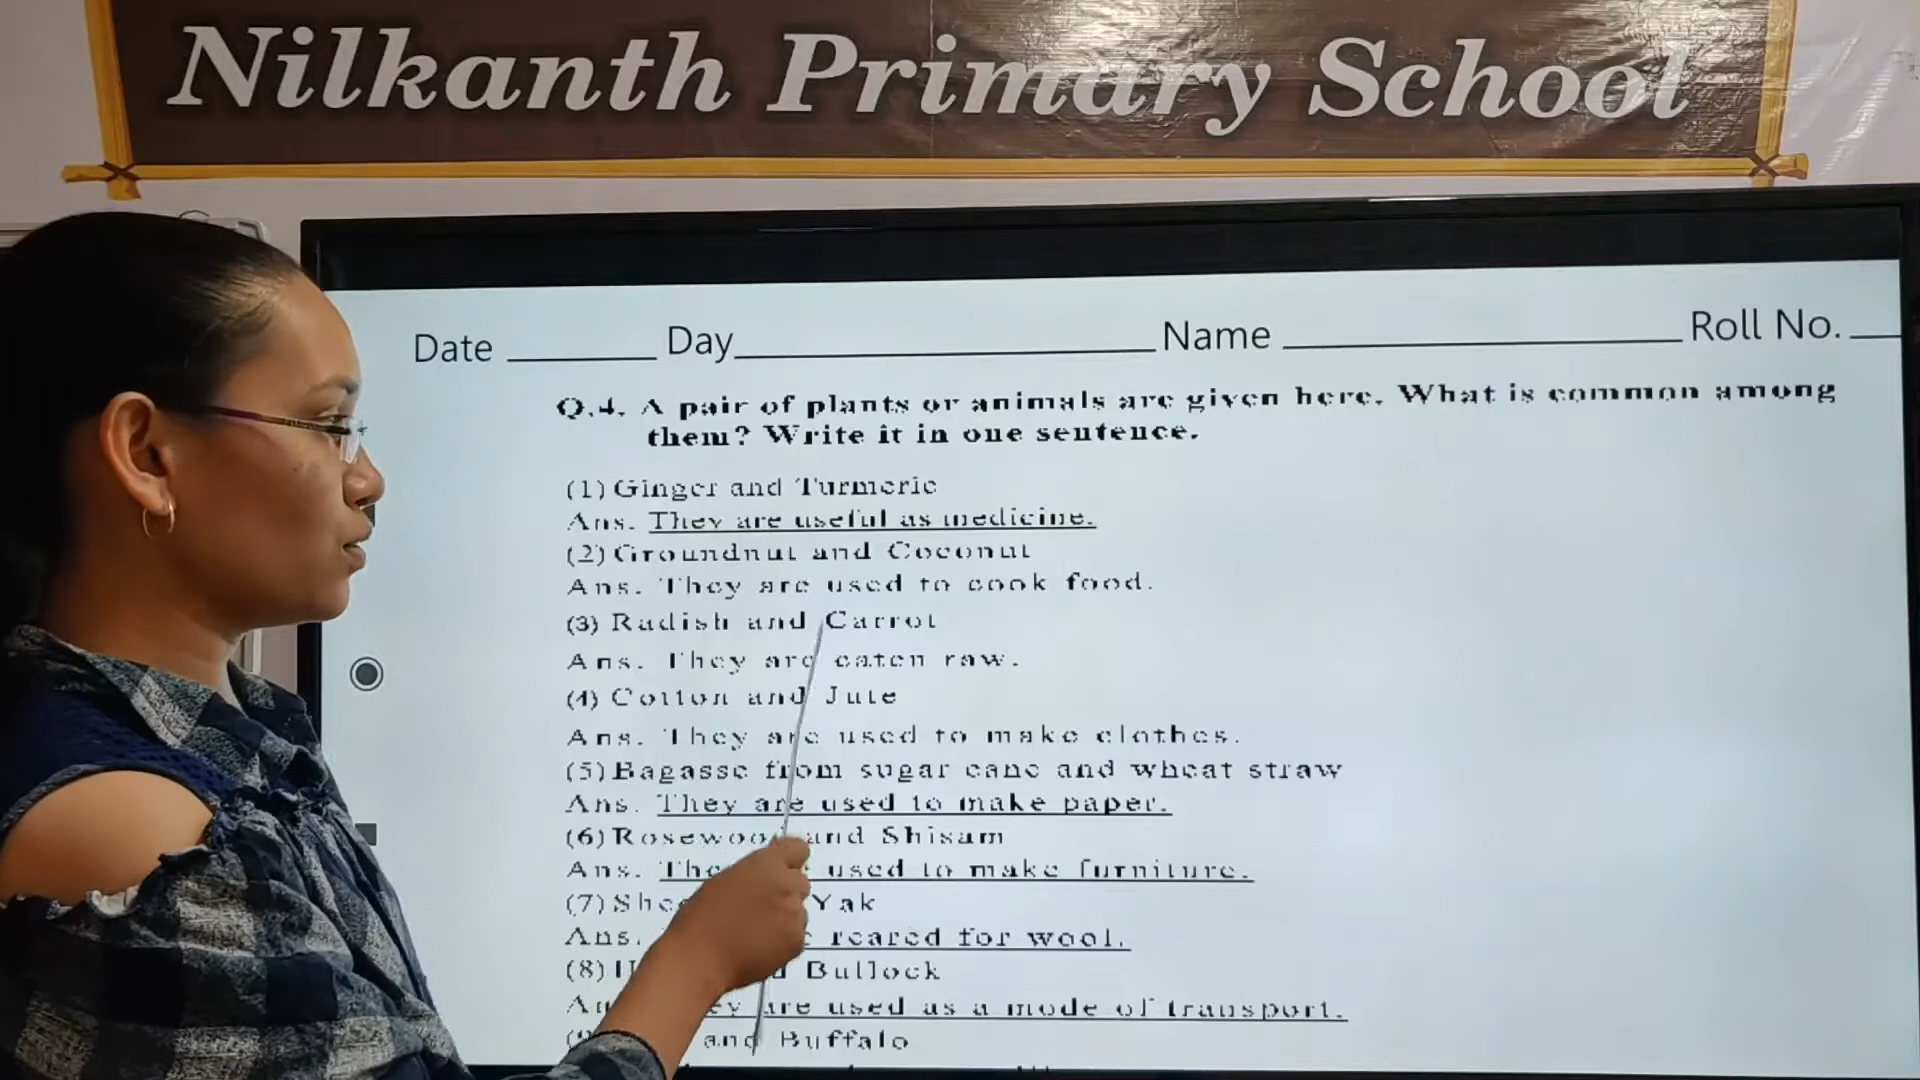 Nilkanth Primary School
Date Day Name Roll No.
Q.4. A pair of plants or animals are given here. What is common among
them? Write it in one sentence.
(1) Ginger and Turmeric
Ans. They are useful as medicine.
(2) Groundnut and Coconut
Ans. They are used to cook food.
(3) Radish and Carrot
Ans. They are eaten raw.
(4) Cotton and Jute
Ans. They are used to make clothes.
(5) Bagasse from sugar cane and wheat straw
Ans. They are used to make paper.
(6) Rosewood and Shisam
Ans. used to make furniture.
(7) Yak
Ans. reared for wool.
(8) Bullock
are used as a mode of transport.
and Buffalo